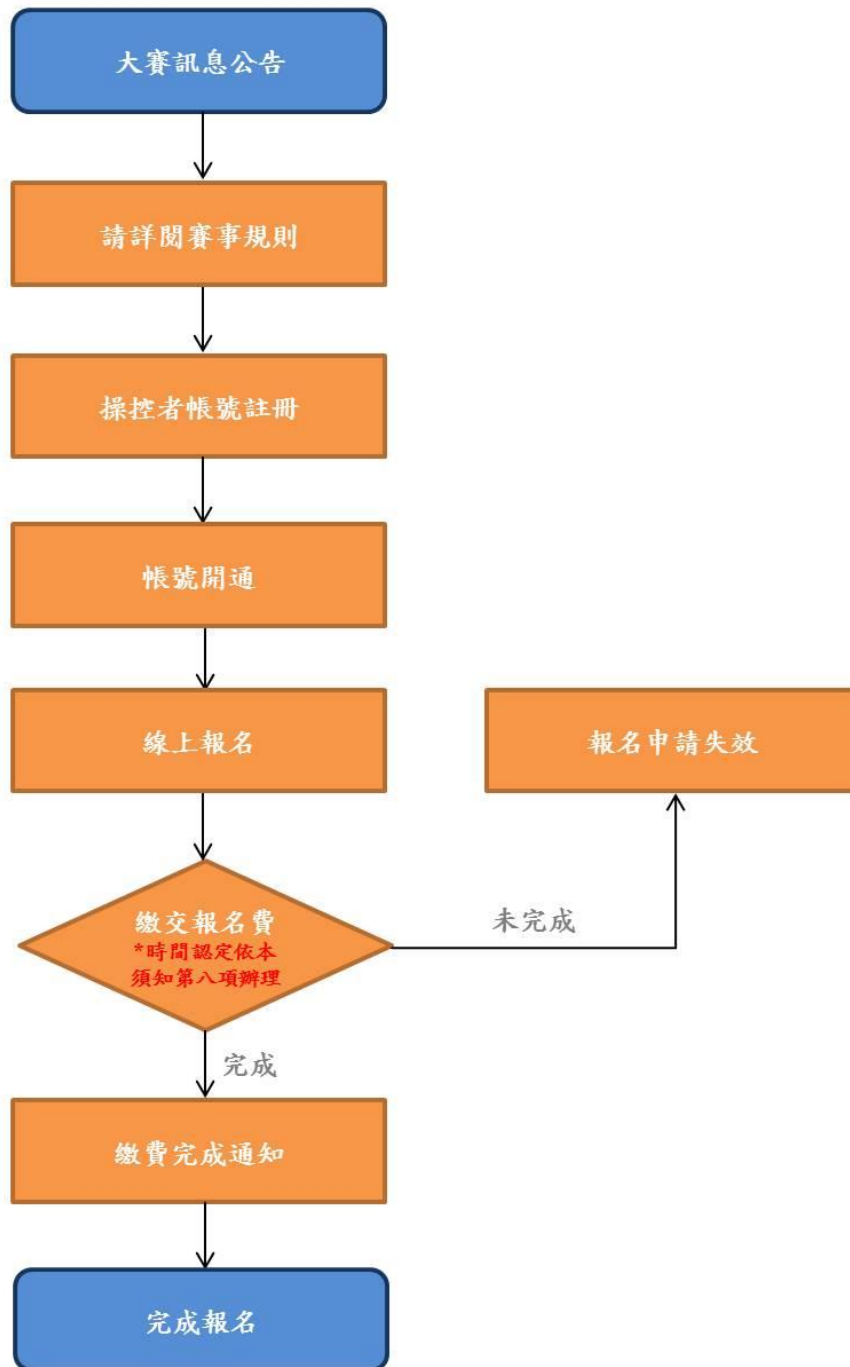 大賽訊息公告
請詳閱賽事規則
操控者帳號註冊
帳號開通
線上報名
報名申請失效
繳交報名費
*時間認定依本
須知第八項辦理
未完成
完成
繳費完成通知
完成報名